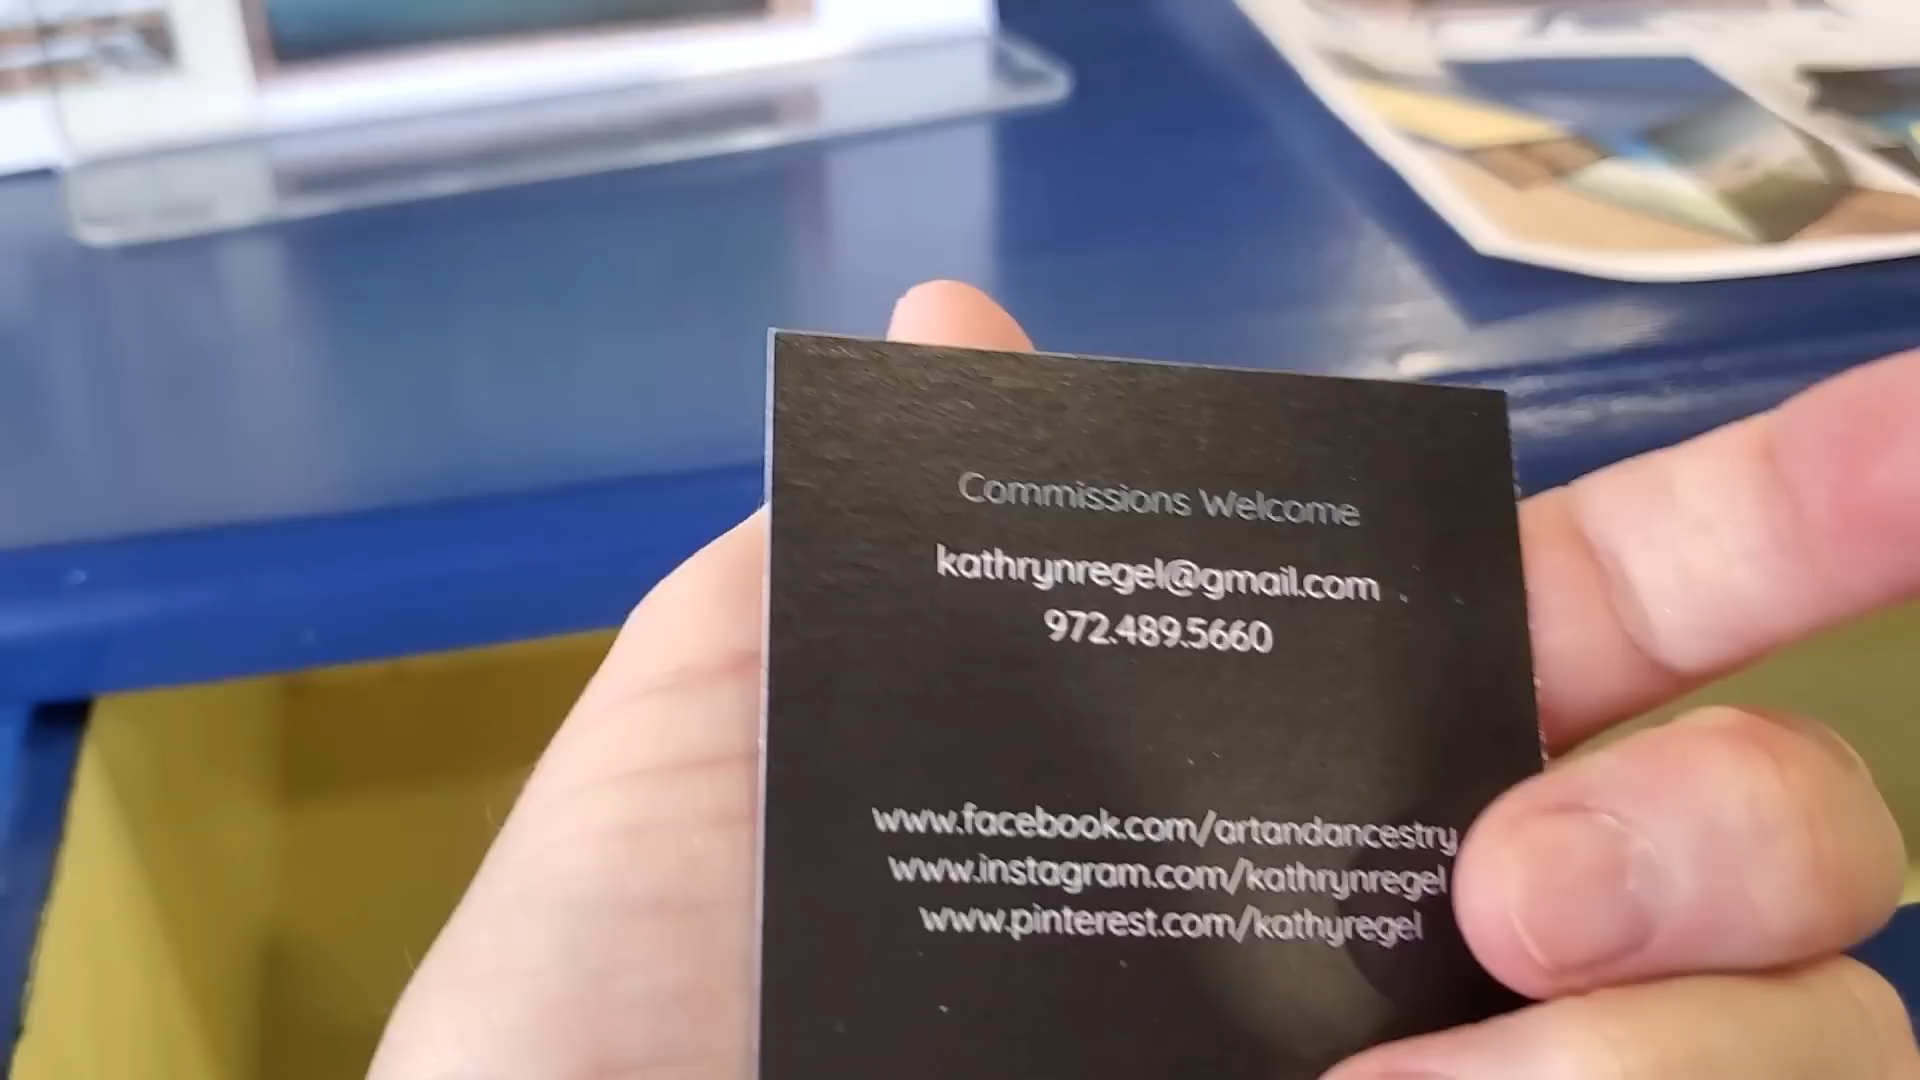 Commissions Welcome
kathrynregel@gmail.com
972.489.5660
www.facebook.com/artandancestry
www.instagram.com/kathrynregel
www.pinterest.com/kathyregel